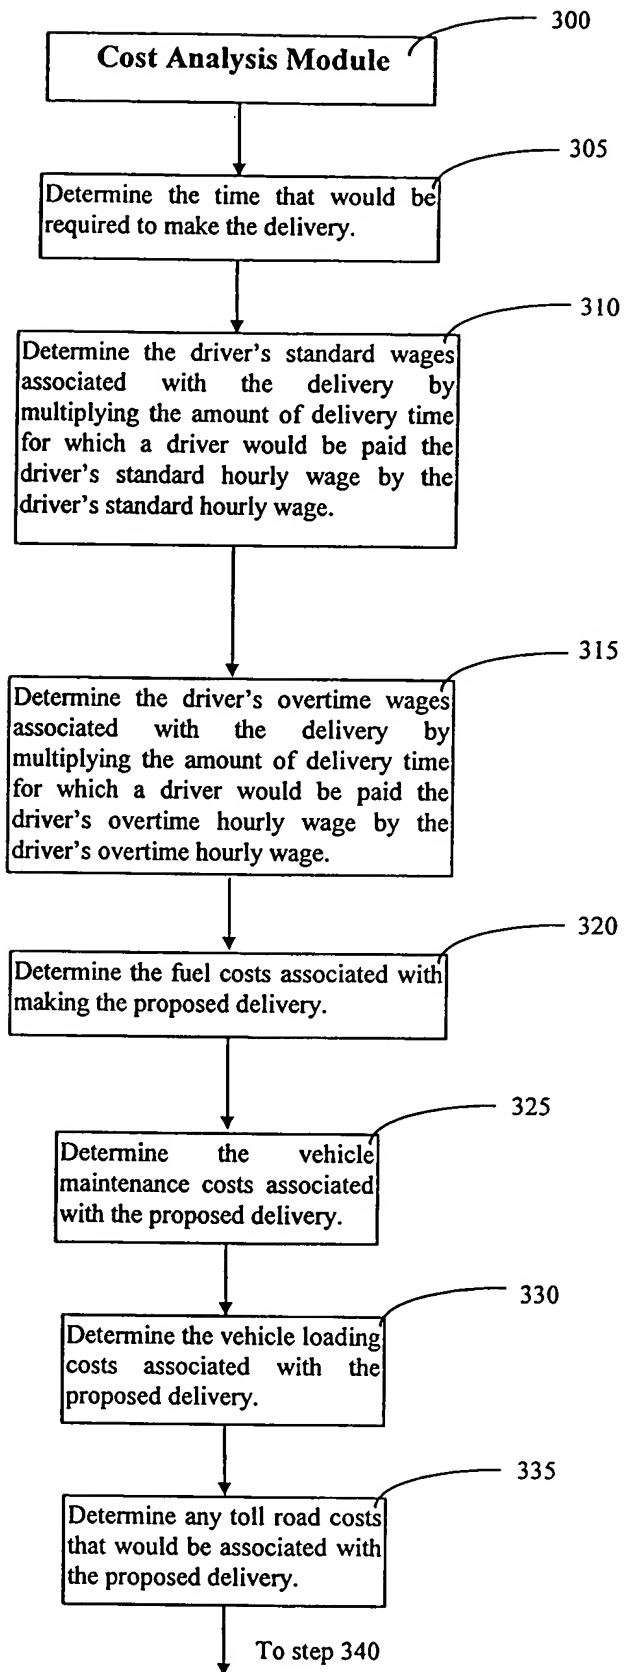 300
Cost Analysis Module
305
Determine the time that would be
required to make the delivery.
310
Determine the driver's standard wages
associated with the delivery by
multiplying the amount of delivery time
for which a driver would be paid the
driver's standard hourly wage by the
driver's standard hourly wage.
315
Determine the driver's overtime wages
associated with the delivery by
multiplying the amount of delivery time
for which a driver would be paid the
driver's overtime hourly wage by the
driver's overtime hourly wage.
320
Determine the fuel costs associated with
making the proposed delivery.
325
Determine the vehicle
maintenance costs associated
with the proposed delivery.
330
Determine the vehicle loading
costs associated with the
proposed delivery.
335
Determine any toll road costs
that would be associated with
the proposed delivery.
To step 340